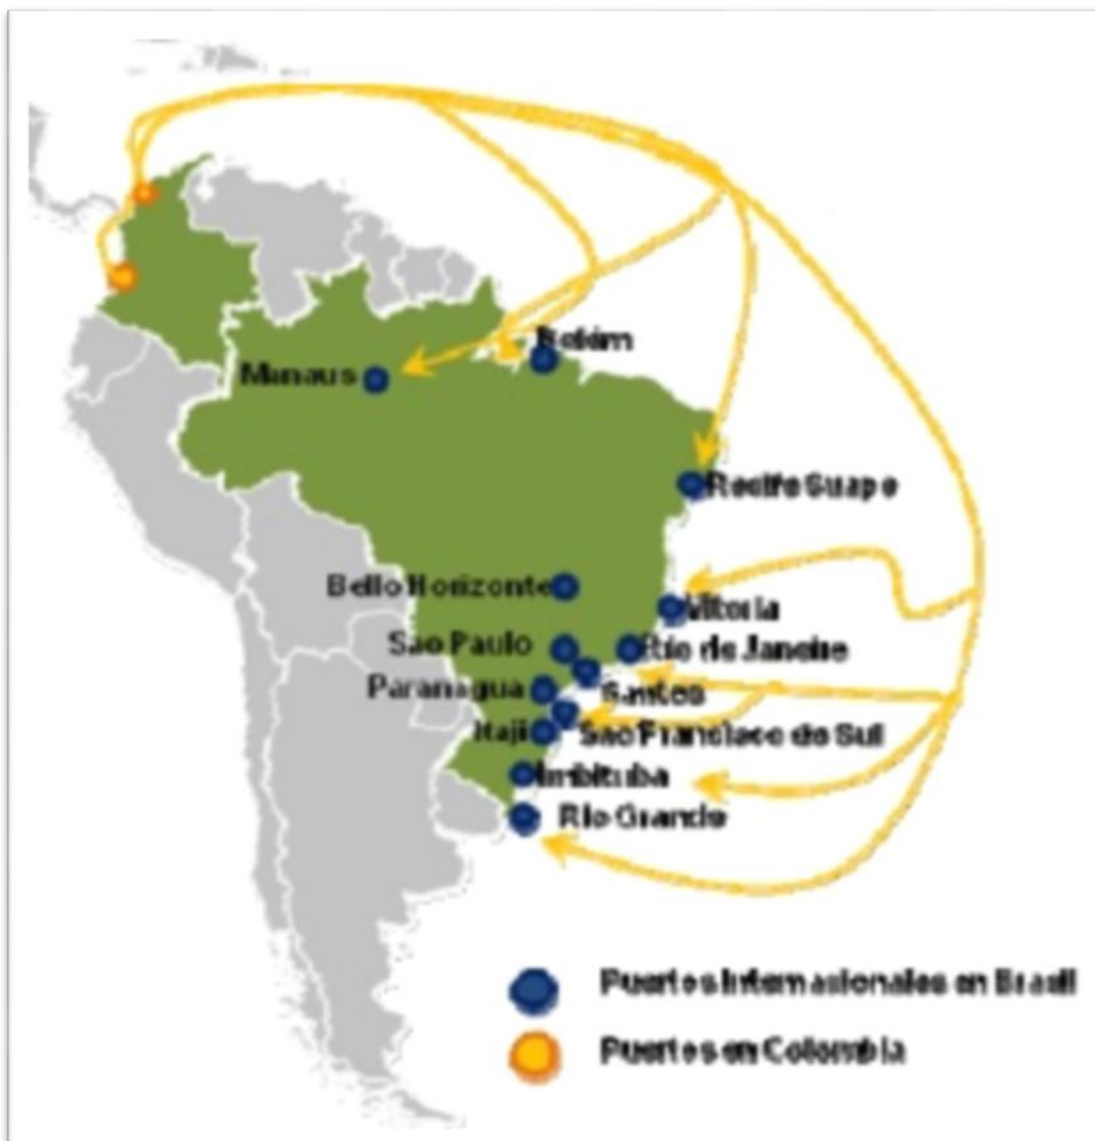 Belém
Manaus
Recife Suape
Bello Horizonte
Vitoria
Sao Paulo
Rio de Janeiro
Paranagua
Santos
Itaji
Sao Francisco do Sul
Imbituba
Rio Grande
Puertos Internacionales en Brasil
Puertos en Colombia